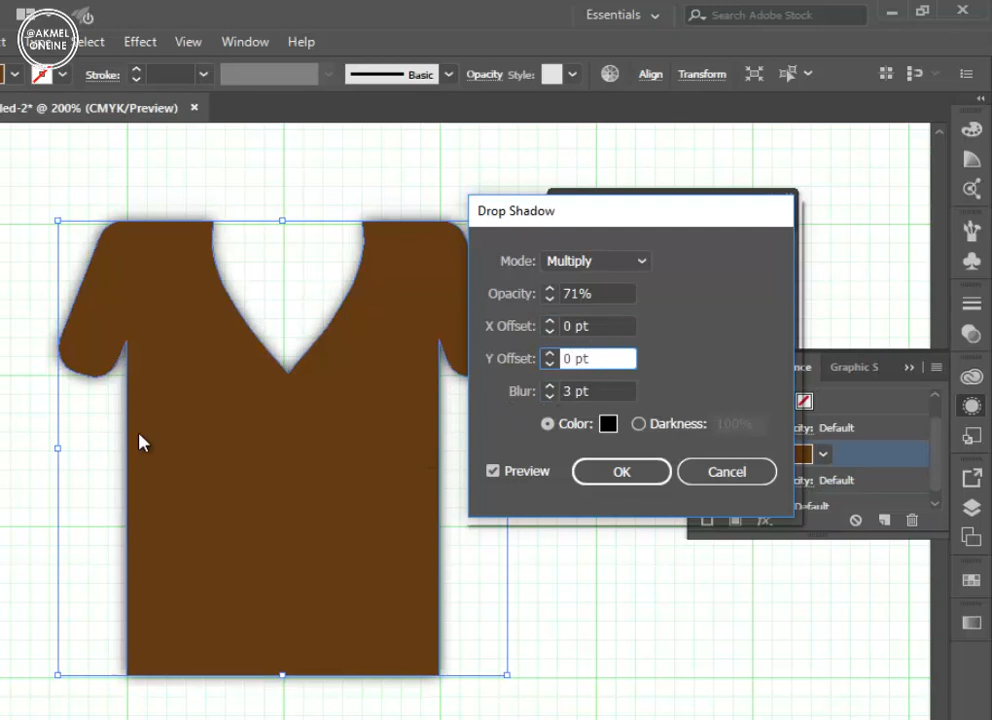 Essentials
Search Adobe Stock
@AKMEL
ONLINE
Select
Effect
View
Window
Help
Stroke:
Basic
Opacity
Style:
Align
Transform
led-2* @ 200% (CMYK/Preview)
Drop Shadow
Mode: Multiply
Opacity: 71%
X Offset: 0 pt
Y Offset: 0 pt
Blur: 3 pt
Color:
Darkness: 100%
Preview
OK
Cancel
nce
Graphic S
city: Default
city: Default
Default